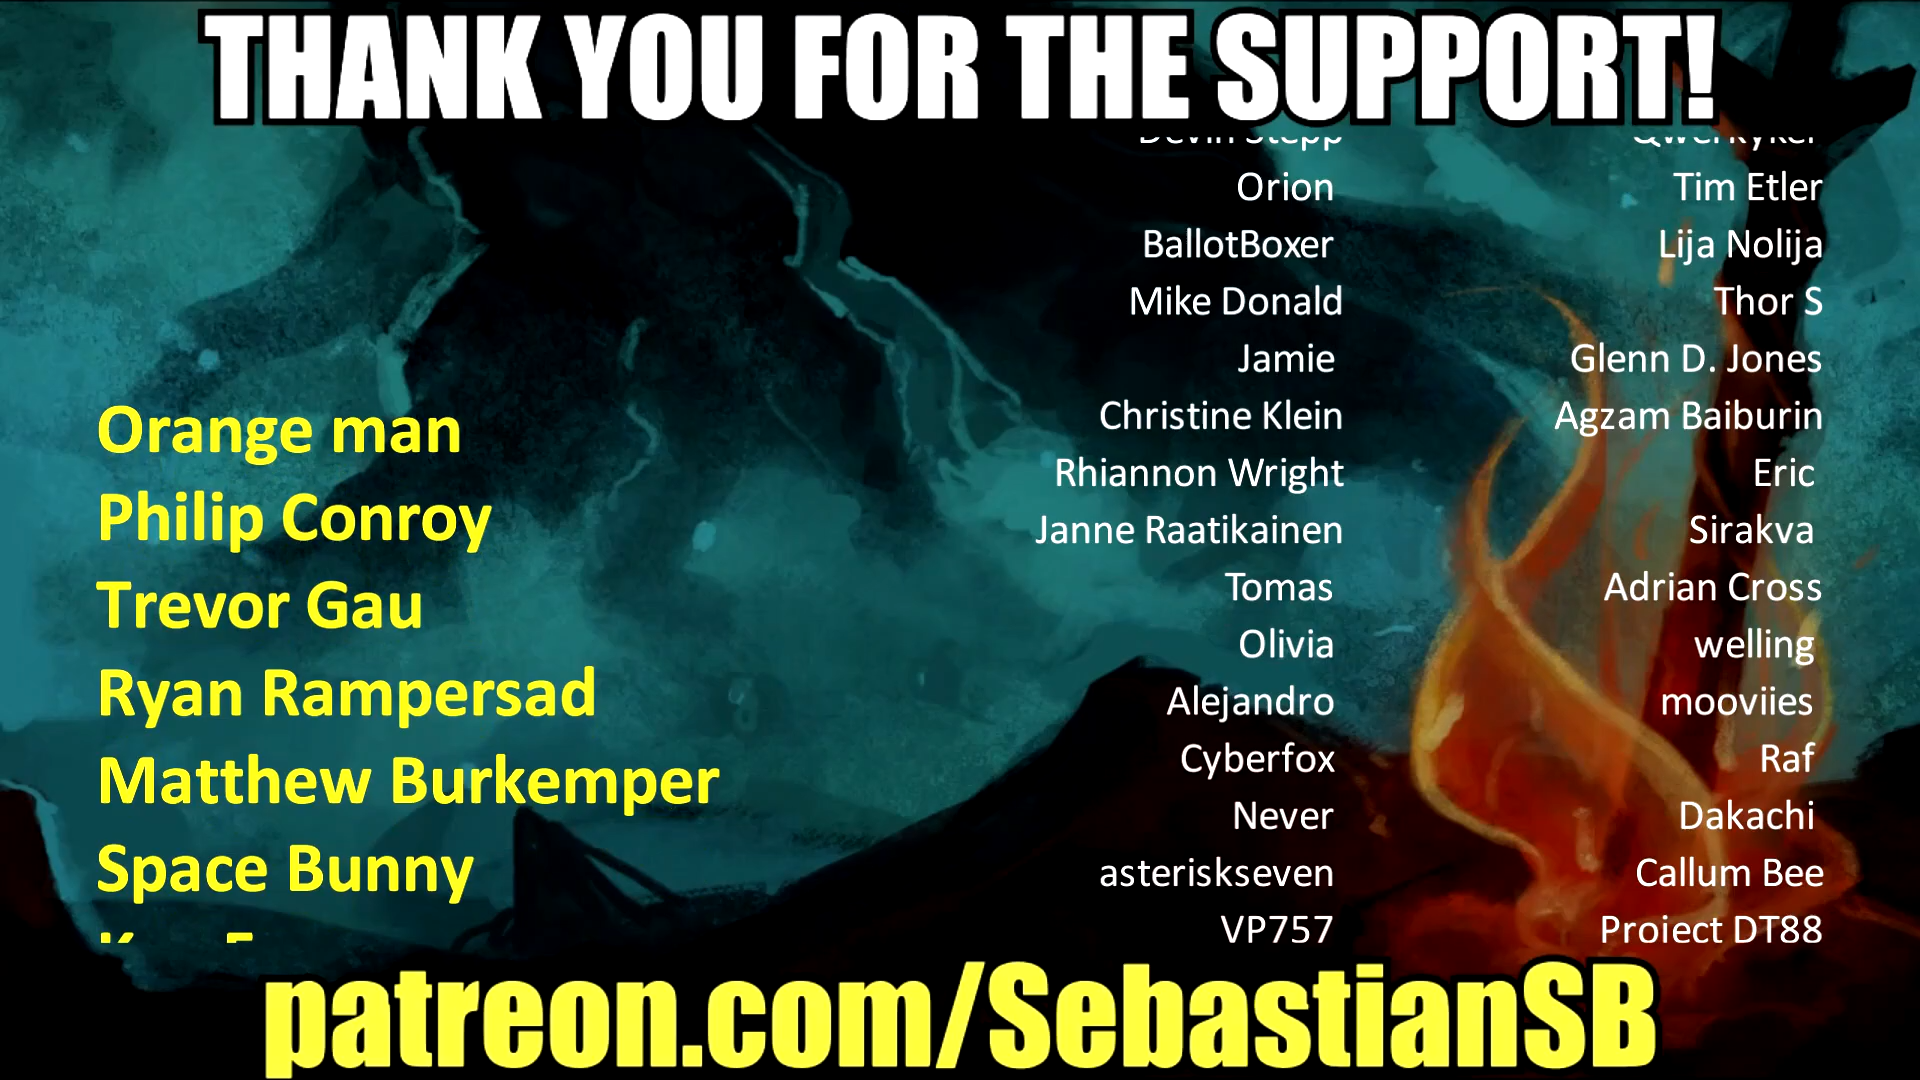 THANK YOU FOR THE SUPPORT!
Orange man
Philip Conroy
Trevor Gau
Ryan Rampersad
Matthew Burkemper
Space Bunny
Devin Stepp
Orion
BallotBoxer
Mike Donald
Jamie
Christine Klein
Rhiannon Wright
Janne Raatikainen
Tomas
Olivia
Alejandro
Cyberfox
Never
asteriskseven
VP757
Qwerkyker
Tim Etler
Lija Nolija
Thor S
Glenn D. Jones
Agzam Baiburin
Eric
Sirakva
Adrian Cross
welling
mooviies
Raf
Dakachi
Callum Bee
Project DT88
patreon.com/SebastianSB